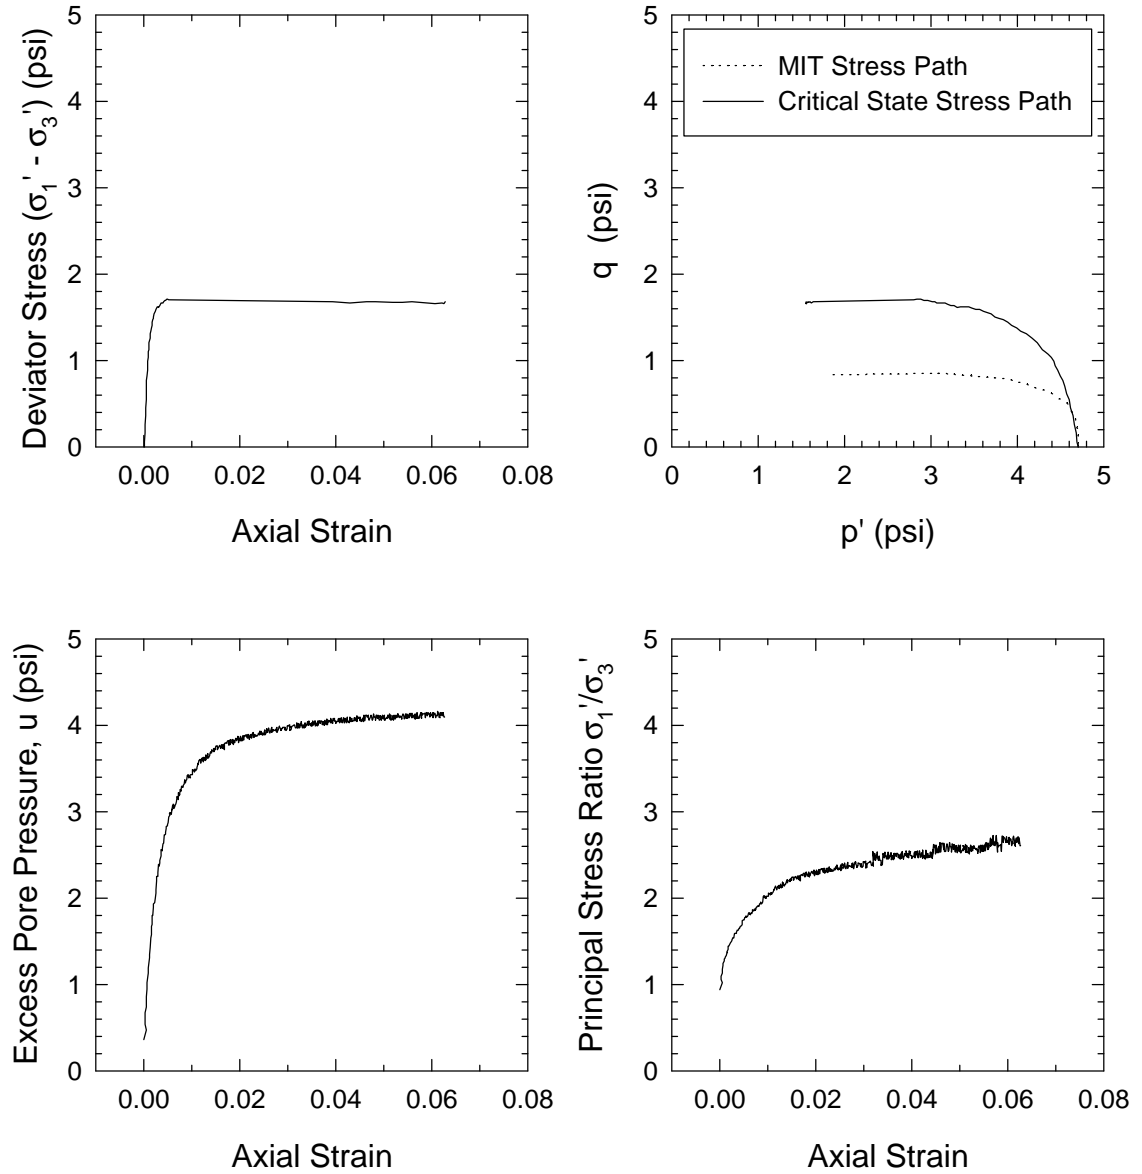 Deviator Stress (σ1' - σ3') (psi)
5
4
3
2
1
0
0.00 0.02 0.04 0.06 0.08
Axial Strain
q (psi)
5
4
3
2
1
0
MIT Stress Path
Critical State Stress Path
0 1 2 3 4 5
p' (psi)
Excess Pore Pressure, u (psi)
5
4
3
2
1
0
0.00 0.02 0.04 0.06 0.08
Axial Strain
Principal Stress Ratio σ1'/σ3'
5
4
3
2
1
0
0.00 0.02 0.04 0.06 0.08
Axial Strain